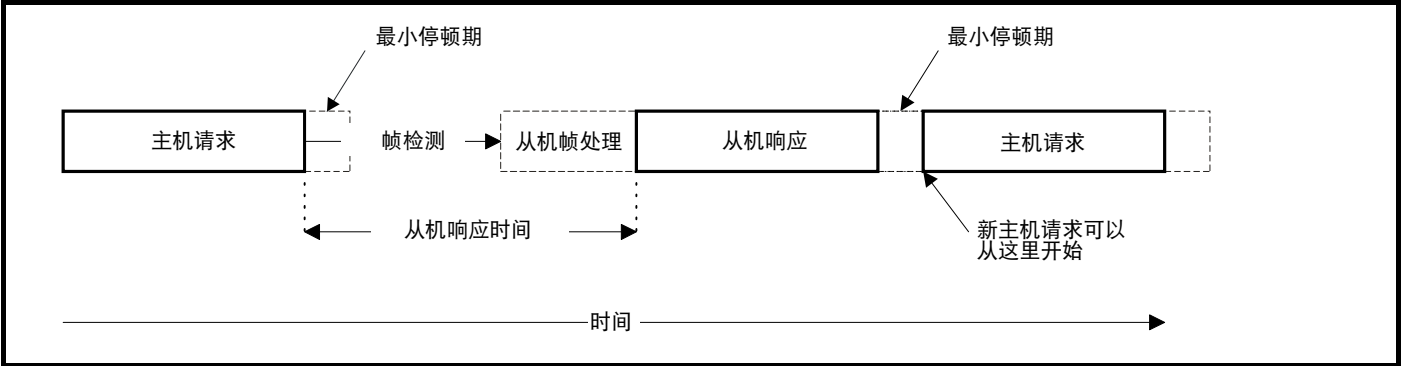 最小停顿期
最小停顿期
主机请求
帧检测
从机帧处理
从机响应
主机请求
从机响应时间
新主机请求可以
从这里开始
时间